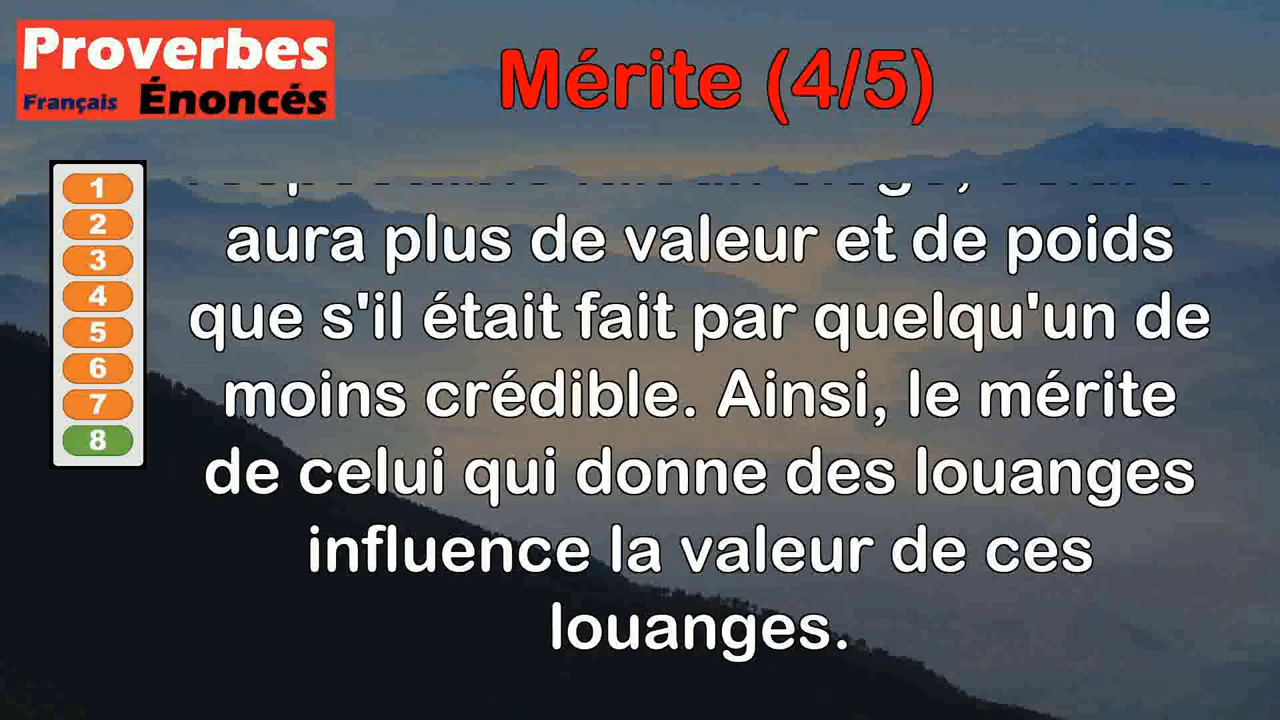 Proverbes
Français Énoncés
Mérite (4/5)
1
2
3
4
5
6
7
8
aura plus de valeur et de poids
que s'il était fait par quelqu'un de
moins crédible. Ainsi, le mérite
de celui qui donne des louanges
influence la valeur de ces
louanges.